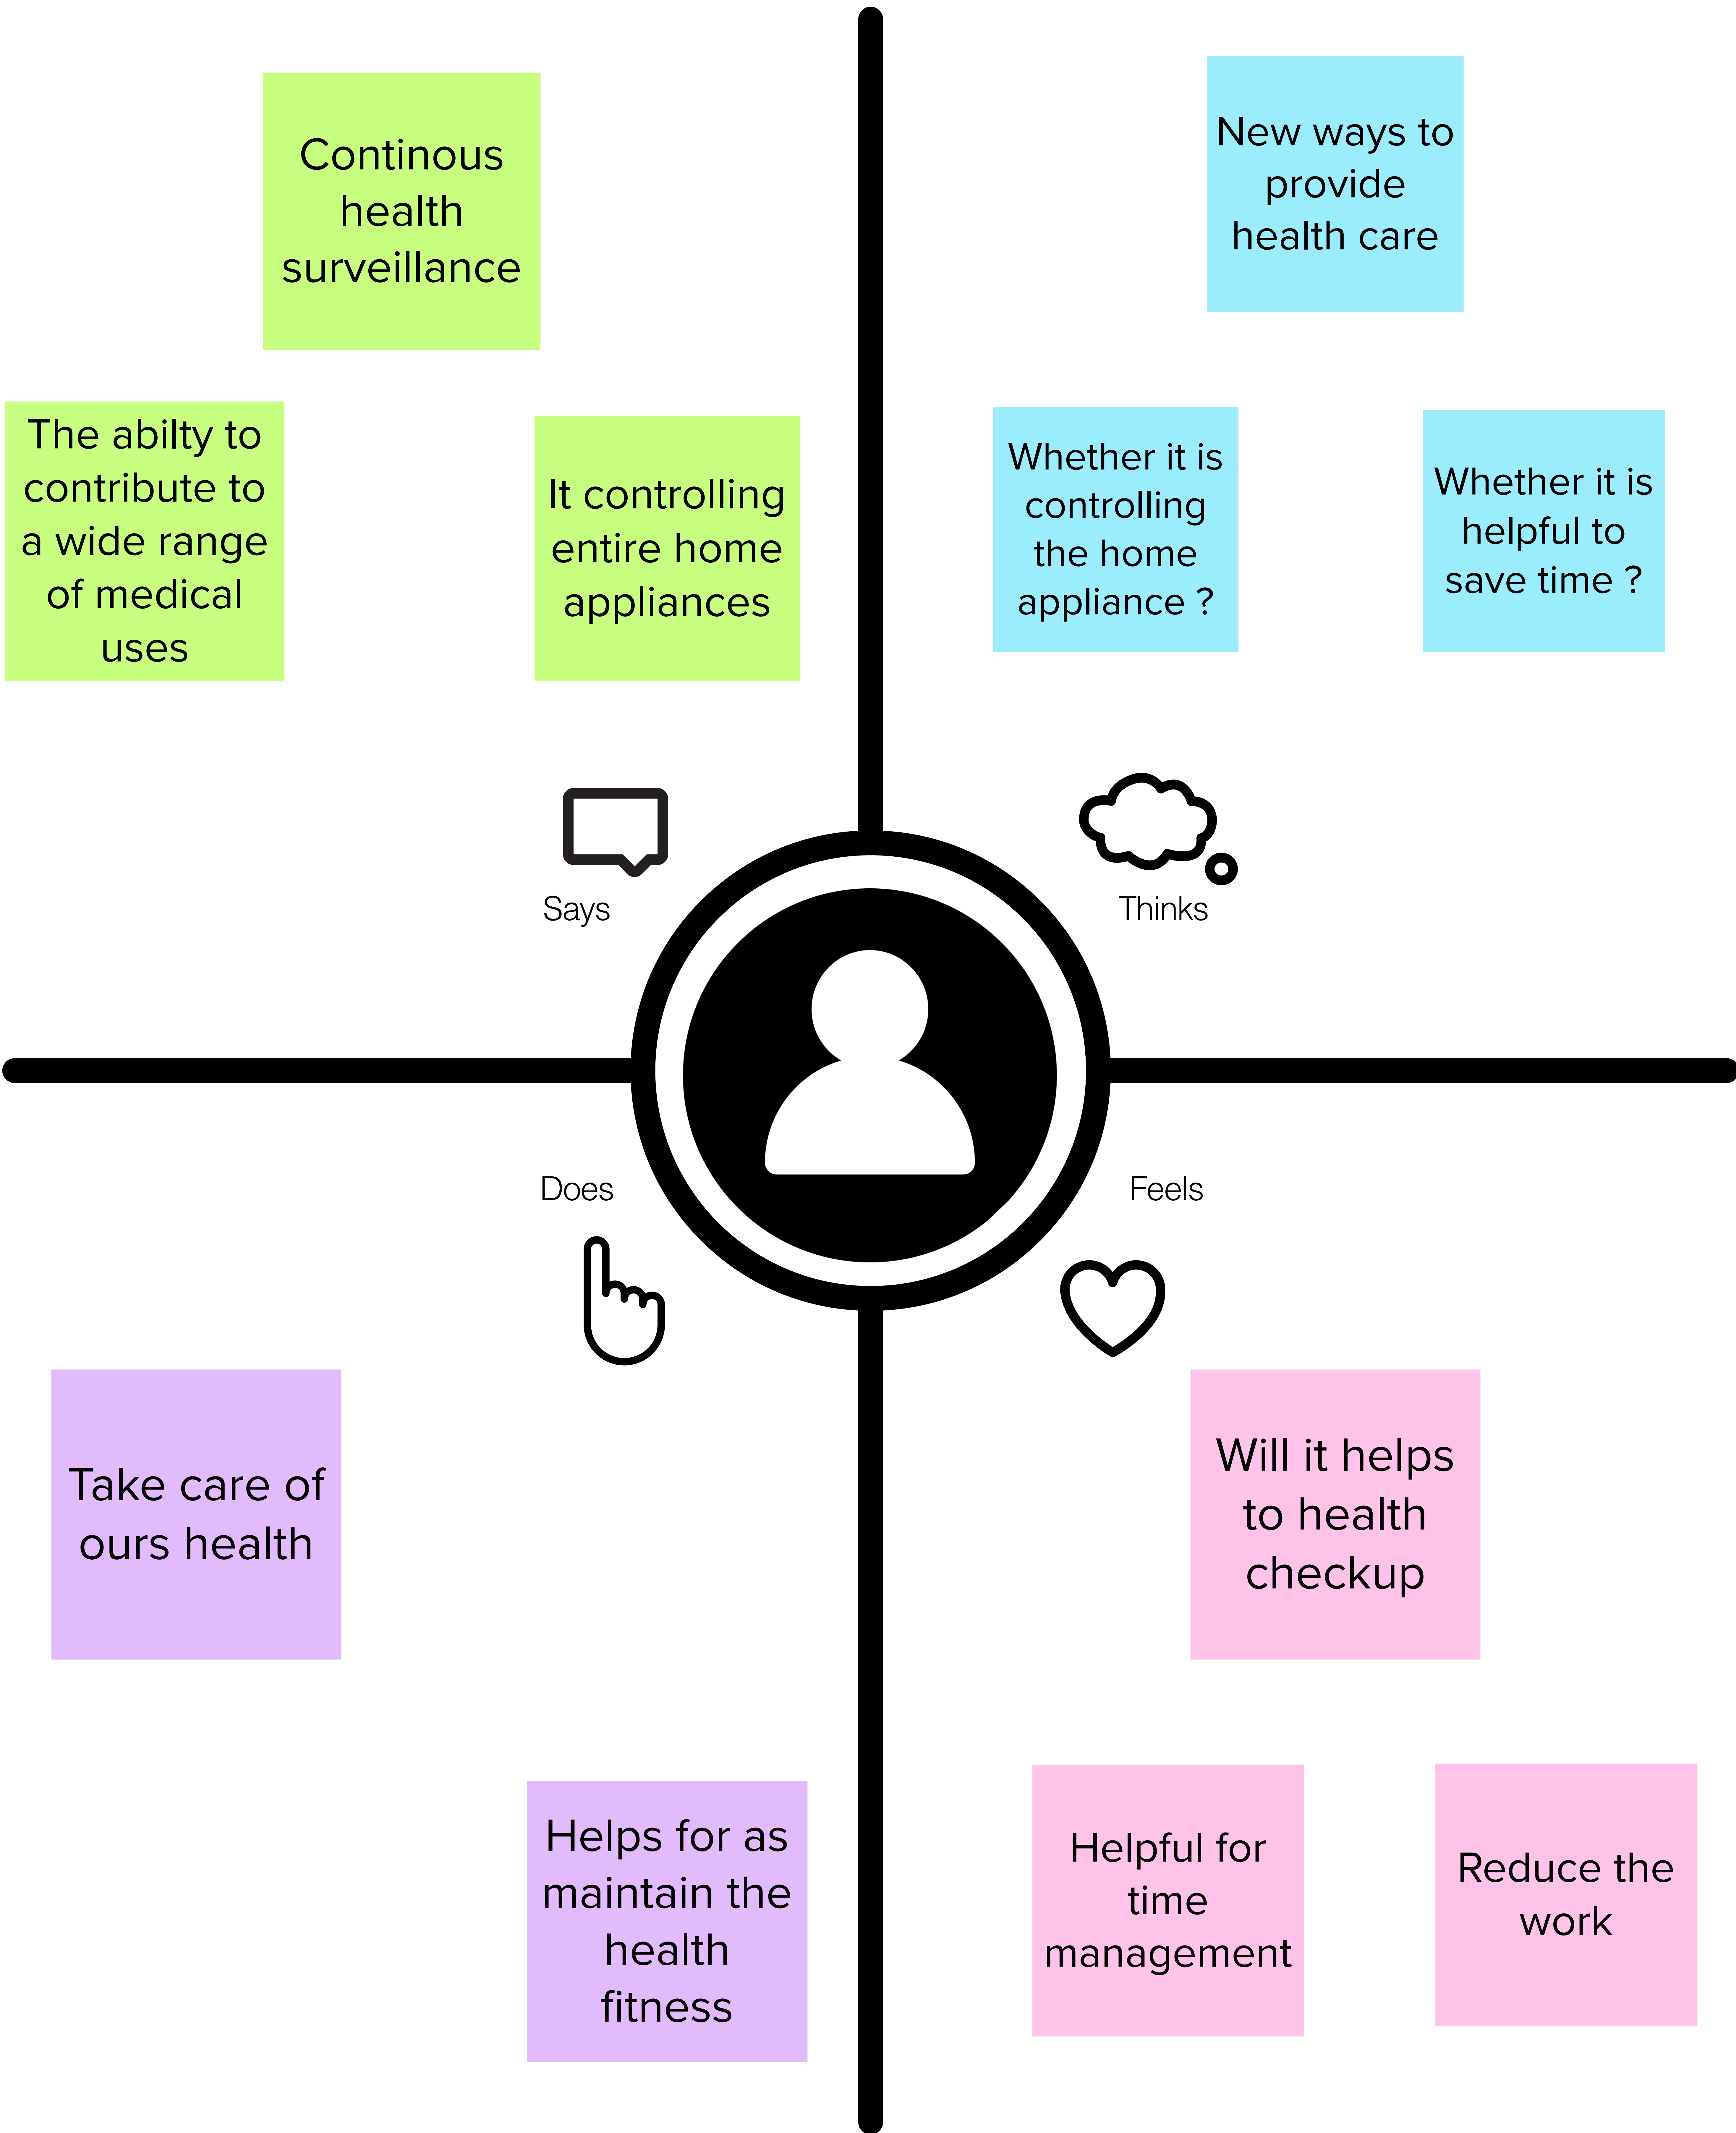 Continous
health
surveillance
The abilty to
contribute to
a wide range
of medical
uses
It controlling
entire home
appliances
New ways to
provide
health care
Whether it is
controlling
the home
appliance ?
Whether it is
helpful to
save time ?
Says
Thinks
Does
Feels
Take care of
ours health
Helps for as
maintain the
health
fitness
Will it helps
to health
checkup
Helpful for
time
management
Reduce the
work